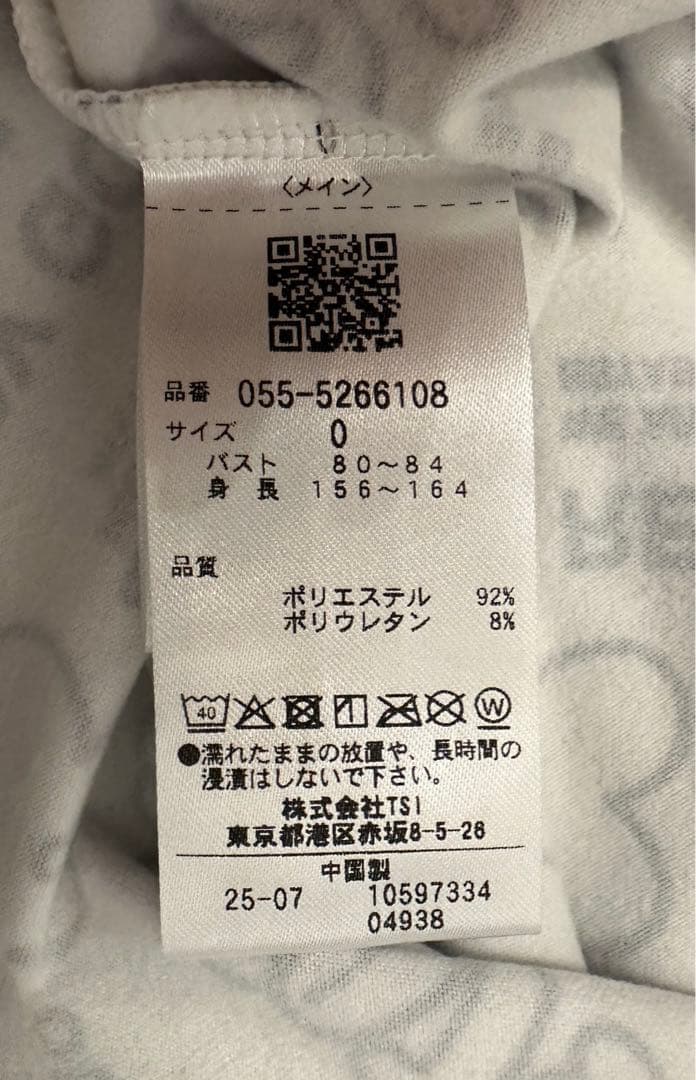 〈メイン〉
品番 055-5266108
サイズ 0
バスト 80～84
身長 156～164
品質
ポリエステル 92%
ポリウレタン 8%
40 W
●濡れたままの放置や、長時間の
浸漬はしないで下さい。
株式会社TSI
東京都港区赤坂8-5-28
中国製
25-07 10597334
04938